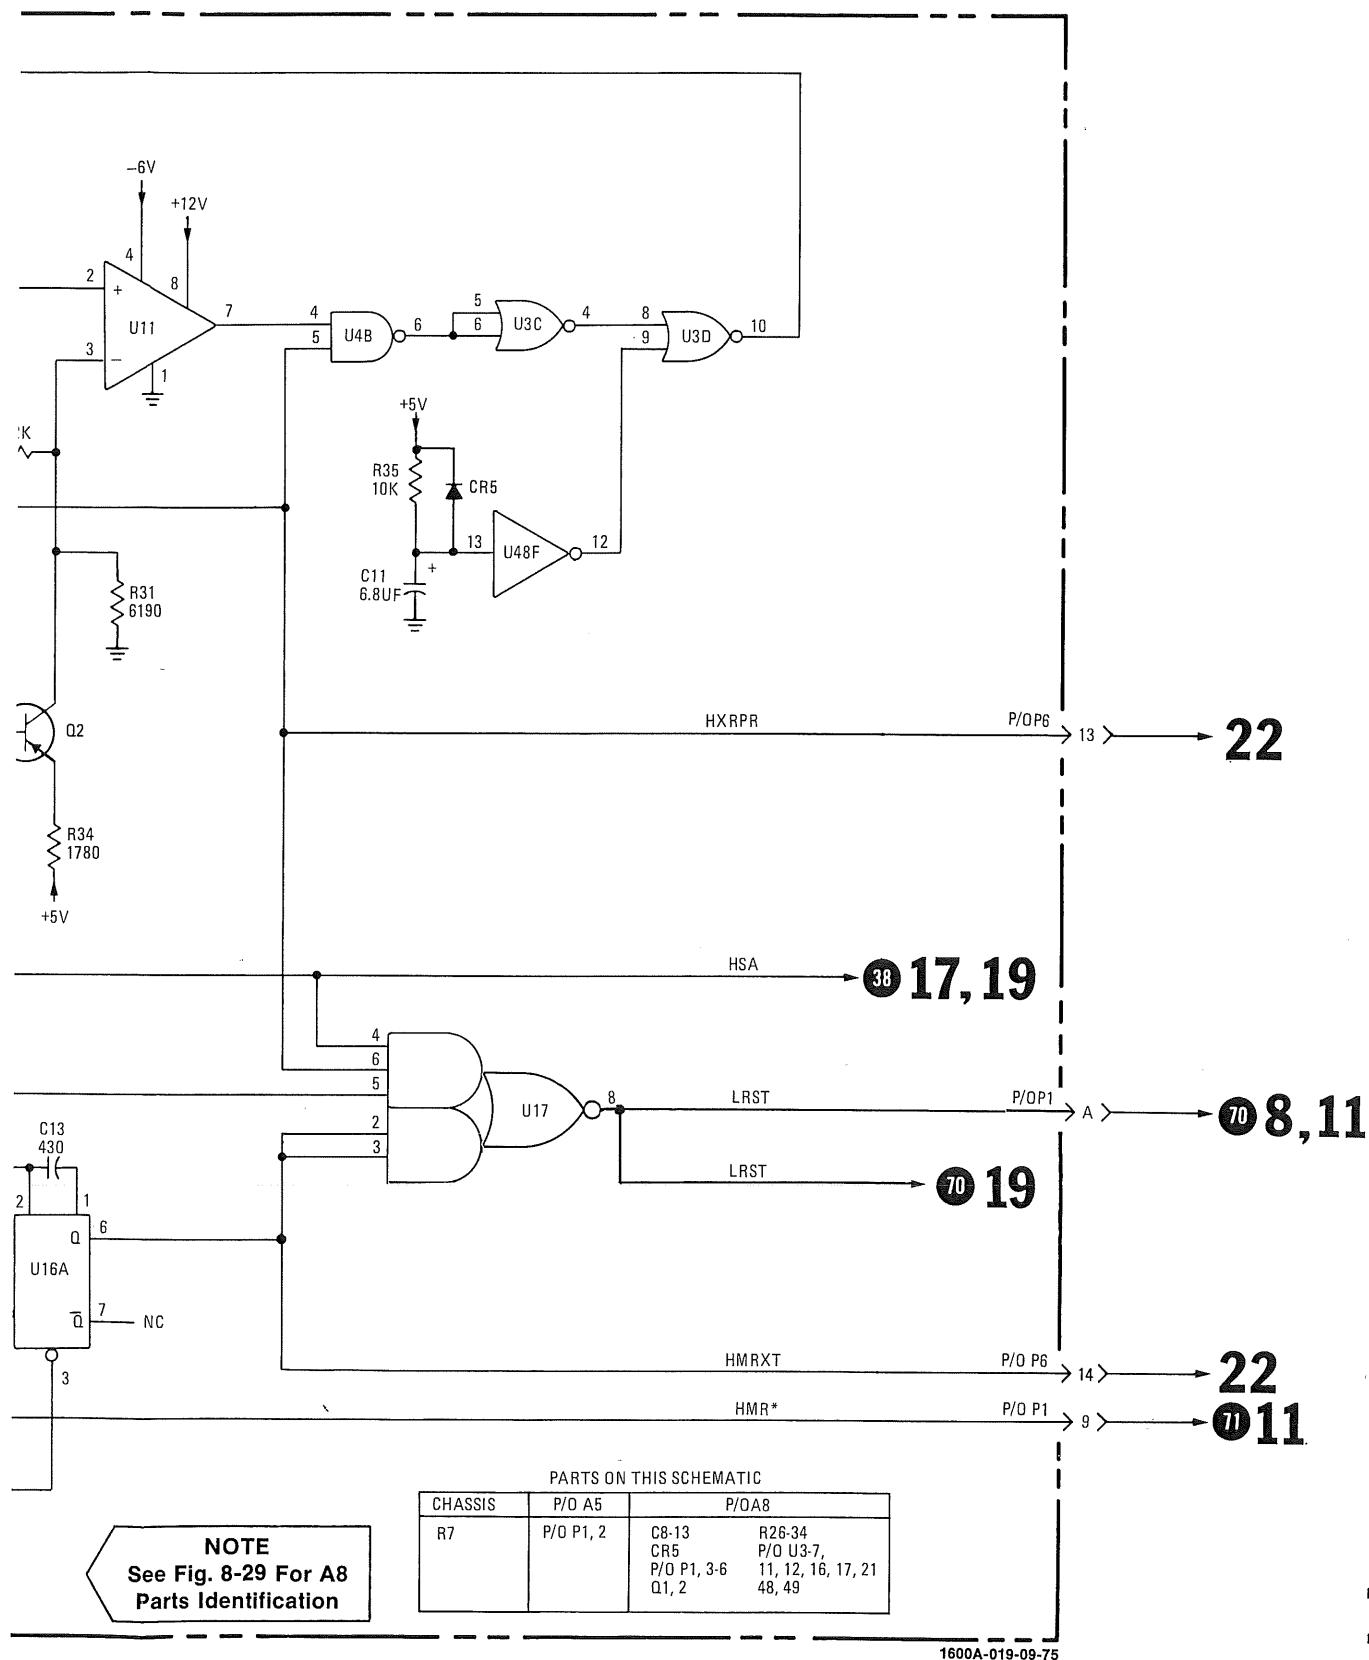 -6V
+12V
4
8
2
+
U11
7
3
−
1
4
5
U4B
6
5
6
U3C
4
8
9
U3D
10
+5V
R35
10K
CR5
13
U48F
12
+
C11
6.8UF
K
R31
6190
Q2
R34
1780
+5V
HXRPR
P/OP6
13
22
HSA
38 17, 19
4
6
5
2
3
U17
8
LRST
P/OP1
A
70 8,11
LRST
70 19
C13
430
2
1
Q
6
U16A
Q
7
NC
3
HMRXT
P/O P6
14
22
HMR*
P/O P1
9
71 11
PARTS ON THIS SCHEMATIC
CHASSIS P/O A5 P/OA8
R7 P/O P1, 2 C8-13 R26-34
CR5 P/O U3-7,
P/O P1, 3-6 11, 12, 16, 17, 21
Q1, 2 48, 49
NOTE
See Fig. 8-29 For A8
Parts Identification
1600A-019-09-75